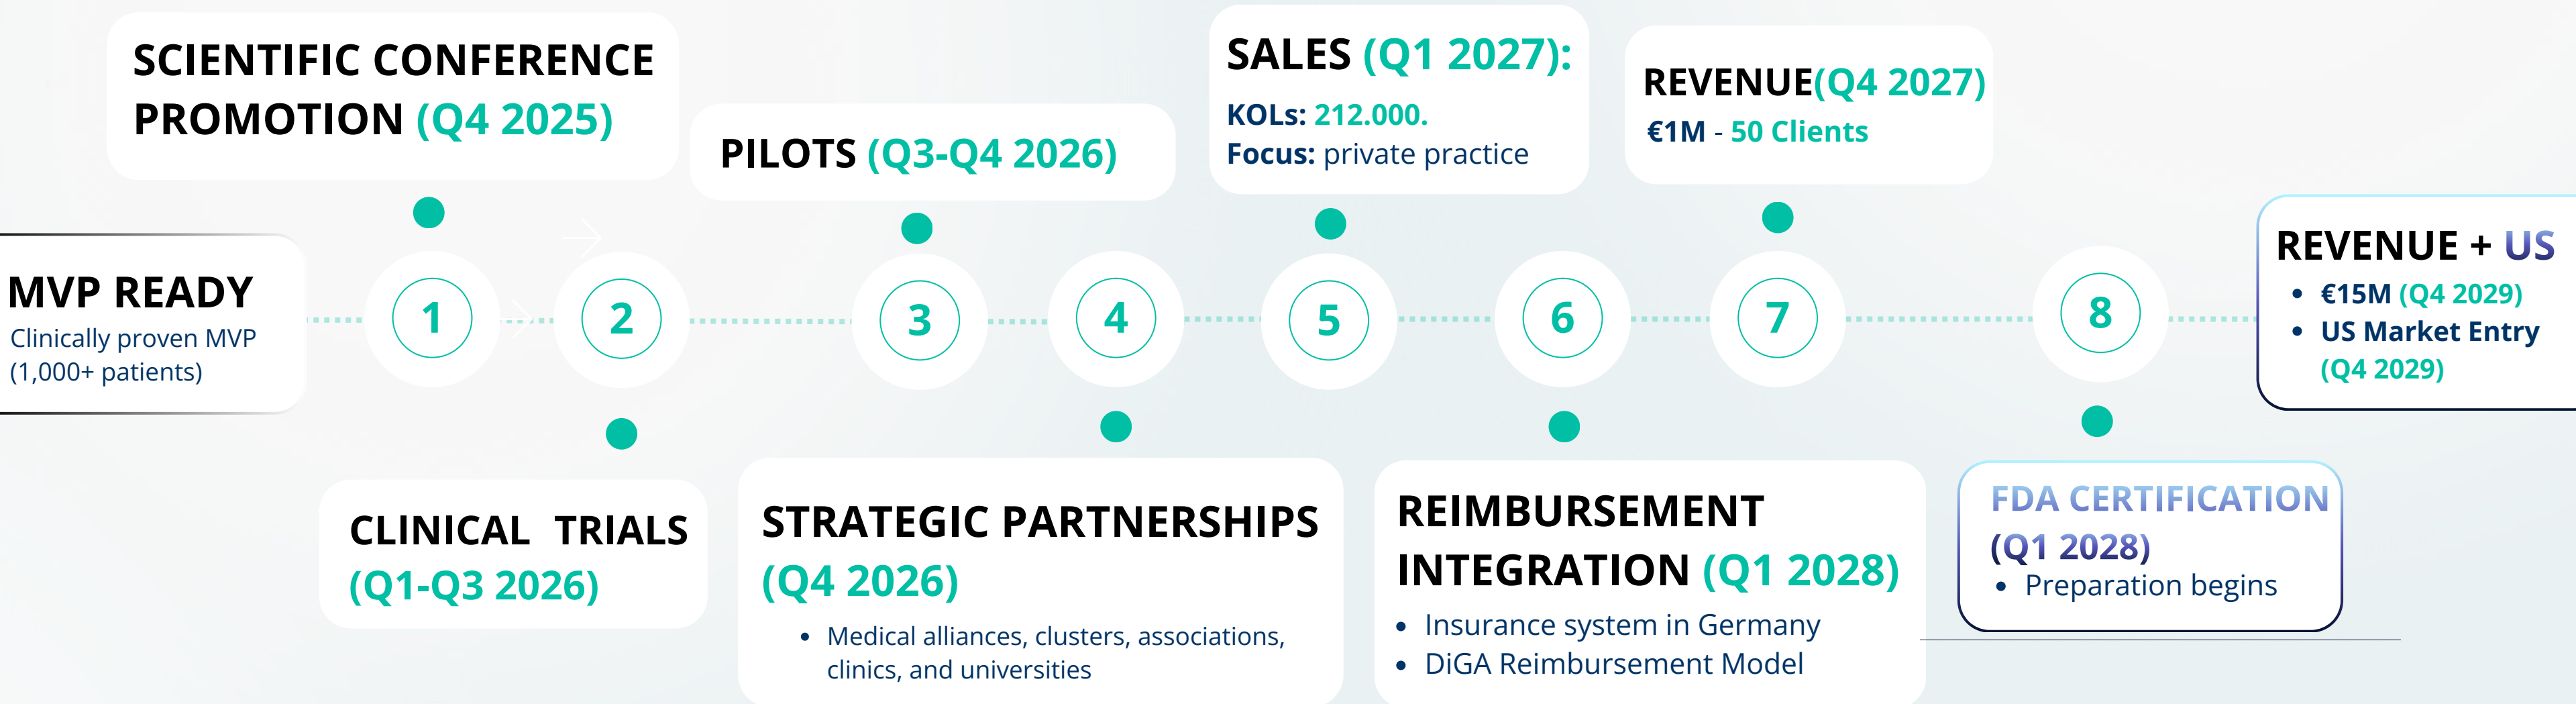 MVP READY
Clinically proven MVP
(1,000+ patients)
SCIENTIFIC CONFERENCE
PROMOTION (Q4 2025)
1
2
CLINICAL TRIALS
(Q1-Q3 2026)
PILOTS (Q3-Q4 2026)
3
4
STRATEGIC PARTNERSHIPS
(Q4 2026)
• Medical alliances, clusters, associations,
clinics, and universities
SALES (Q1 2027):
KOLs: 212.000.
Focus: private practice
5
6
REIMBURSEMENT
INTEGRATION (Q1 2028)
• Insurance system in Germany
• DiGA Reimbursement Model
REVENUE(Q4 2027)
€1M - 50 Clients
7
8
FDA CERTIFICATION
(Q1 2028)
• Preparation begins
REVENUE + US
• €15M (Q4 2029)
• US Market Entry
(Q4 2029)